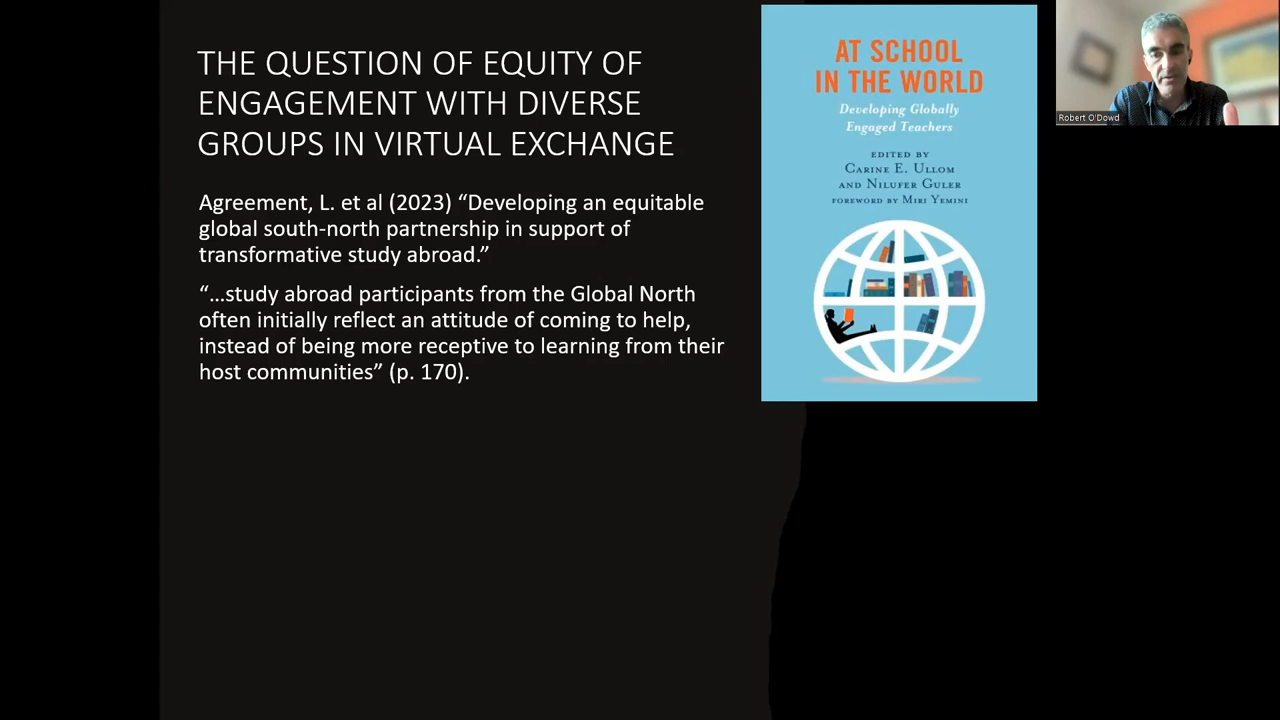 THE QUESTION OF EQUITY OF
ENGAGEMENT WITH DIVERSE
GROUPS IN VIRTUAL EXCHANGE
Agreement, L. et al (2023) “Developing an equitable
global south-north partnership in support of
transformative study abroad.”
“…study abroad participants from the Global North
often initially reflect an attitude of coming to help,
instead of being more receptive to learning from their
host communities” (p. 170).
AT SCHOOL
IN THE WORLD
Developing Globally
Engaged Teachers
EDITED BY
CARINE E. ULLOM
AND NILUFER GULER
FOREWORD BY MIRI YEMINI
Robert O'Dowd